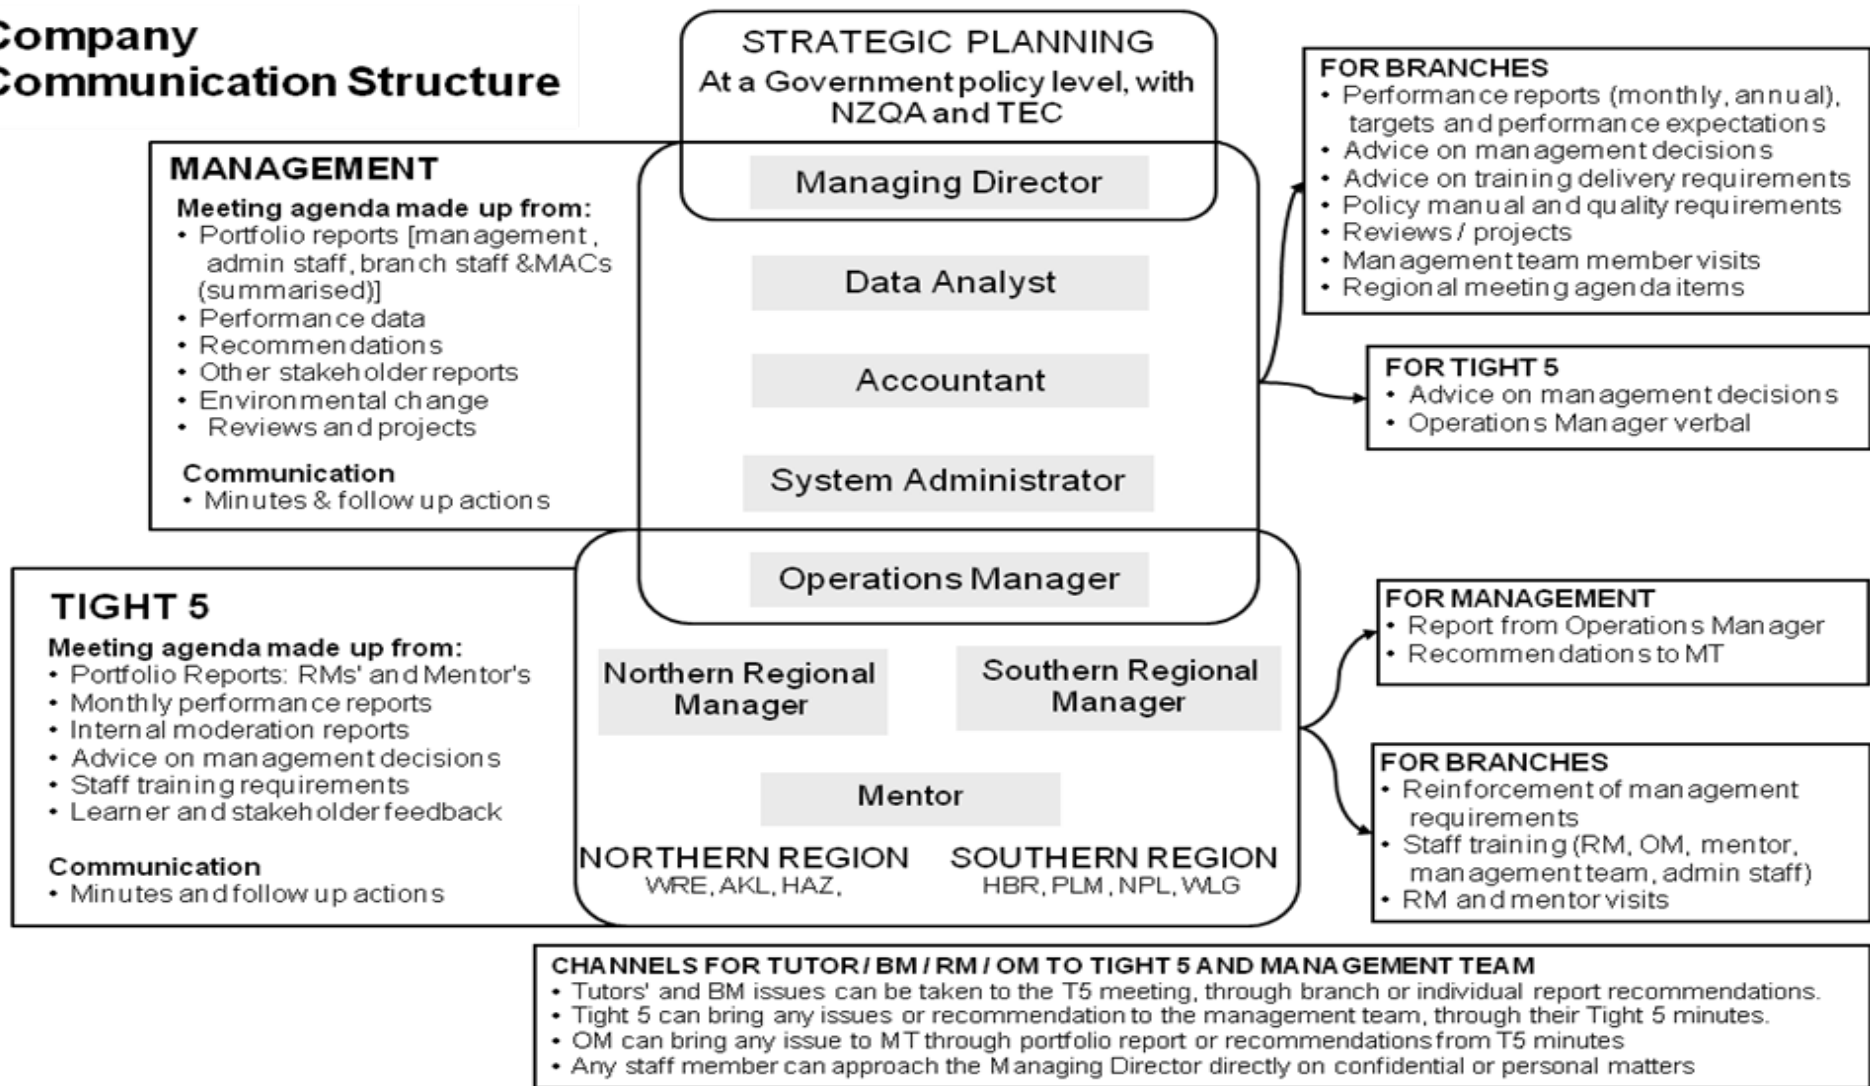 Company
Communication Structure
STRATEGIC PLANNING
At a Government policy level, with
NZQA and TEC
Managing Director
Data Analyst
Accountant
System Administrator
Operations Manager
Northern Regional
Manager
Southern Regional
Manager
Mentor
NORTHERN REGION
WRE, AKL, HAZ,
SOUTHERN REGION
HBR, PLM, NPL, WLG
MANAGEMENT
Meeting agenda made up from:
• Portfolio reports [management ,
admin staff, branch staff &MACs
(summarised)]
• Performance data
• Recommendations
• Other stakeholder reports
• Environmental change
• Reviews and projects
Communication
• Minutes & follow up actions
TIGHT 5
Meeting agenda made up from:
• Portfolio Reports: RMs' and Mentor's
• Monthly performance reports
• Internal moderation reports
• Advice on management decisions
• Staff training requirements
• Learner and stakeholder feedback
Communication
• Minutes and follow up actions
FOR BRANCHES
• Performance reports (monthly, annual),
targets and performance expectations
• Advice on management decisions
• Advice on training delivery requirements
• Policy manual and quality requirements
• Reviews / projects
• Management team member visits
• Regional meeting agenda items
FOR TIGHT 5
• Advice on management decisions
• Operations Manager verbal
FOR MANAGEMENT
• Report from Operations Manager
• Recommendations to MT
FOR BRANCHES
• Reinforcement of management
requirements
• Staff training (RM, OM, mentor,
management team, admin staff)
• RM and mentor visits
CHANNELS FOR TUTOR / BM / RM / OM TO TIGHT 5 AND MANAGEMENT TEAM
• Tutors' and BM issues can be taken to the T5 meeting, through branch or individual report recommendations.
• Tight 5 can bring any issues or recommendation to the management team, through their Tight 5 minutes.
• OM can bring any issue to MT through portfolio report or recommendations from T5 minutes
• Any staff member can approach the Managing Director directly on confidential or personal matters